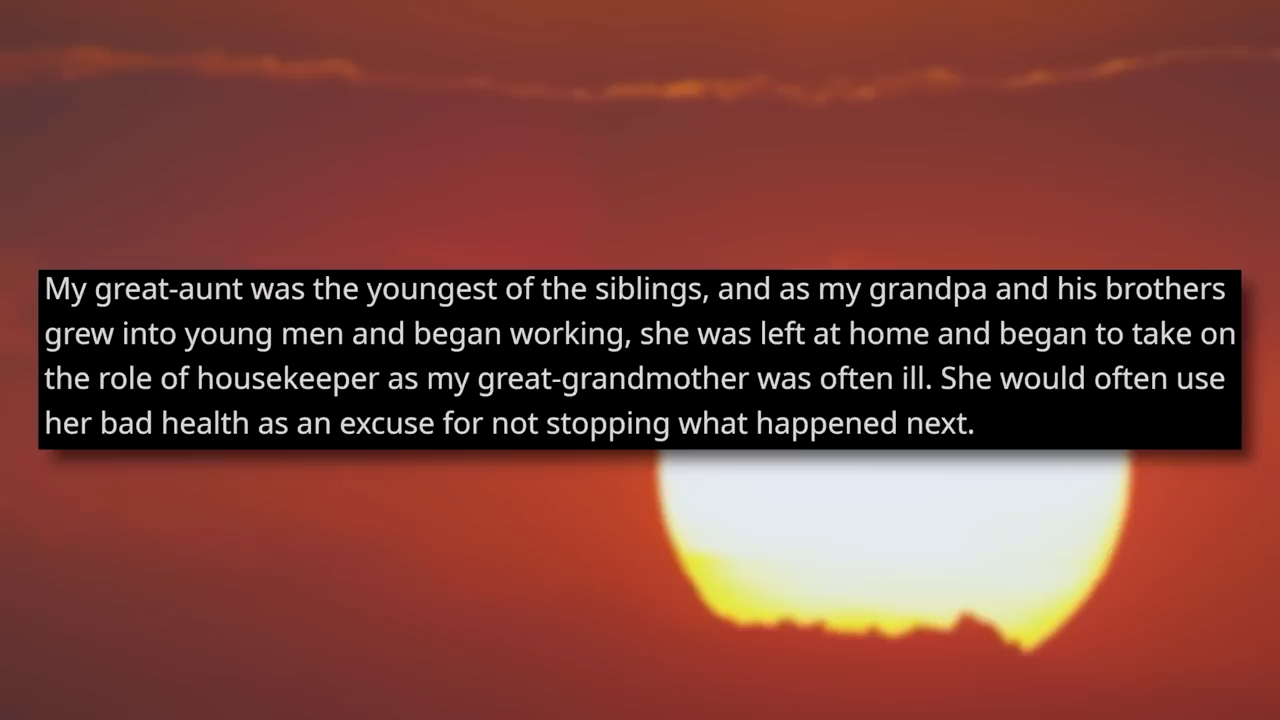 My great-aunt was the youngest of the siblings, and as my grandpa and his brothers
grew into young men and began working, she was left at home and began to take on
the role of housekeeper as my great-grandmother was often ill. She would often use
her bad health as an excuse for not stopping what happened next.